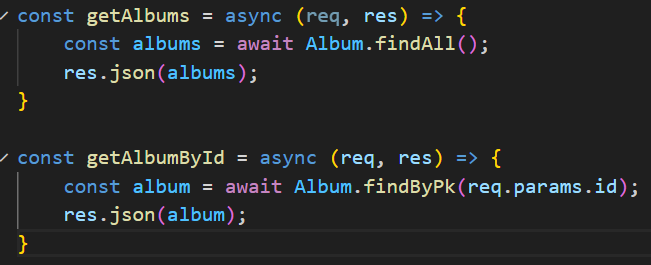 const getAlbums = async (req, res) => {
    const albums = await Album.findAll();
    res.json(albums);
}

const getAlbumById = async (req, res) => {
    const album = await Album.findByPk(req.params.id);
    res.json(album);
}